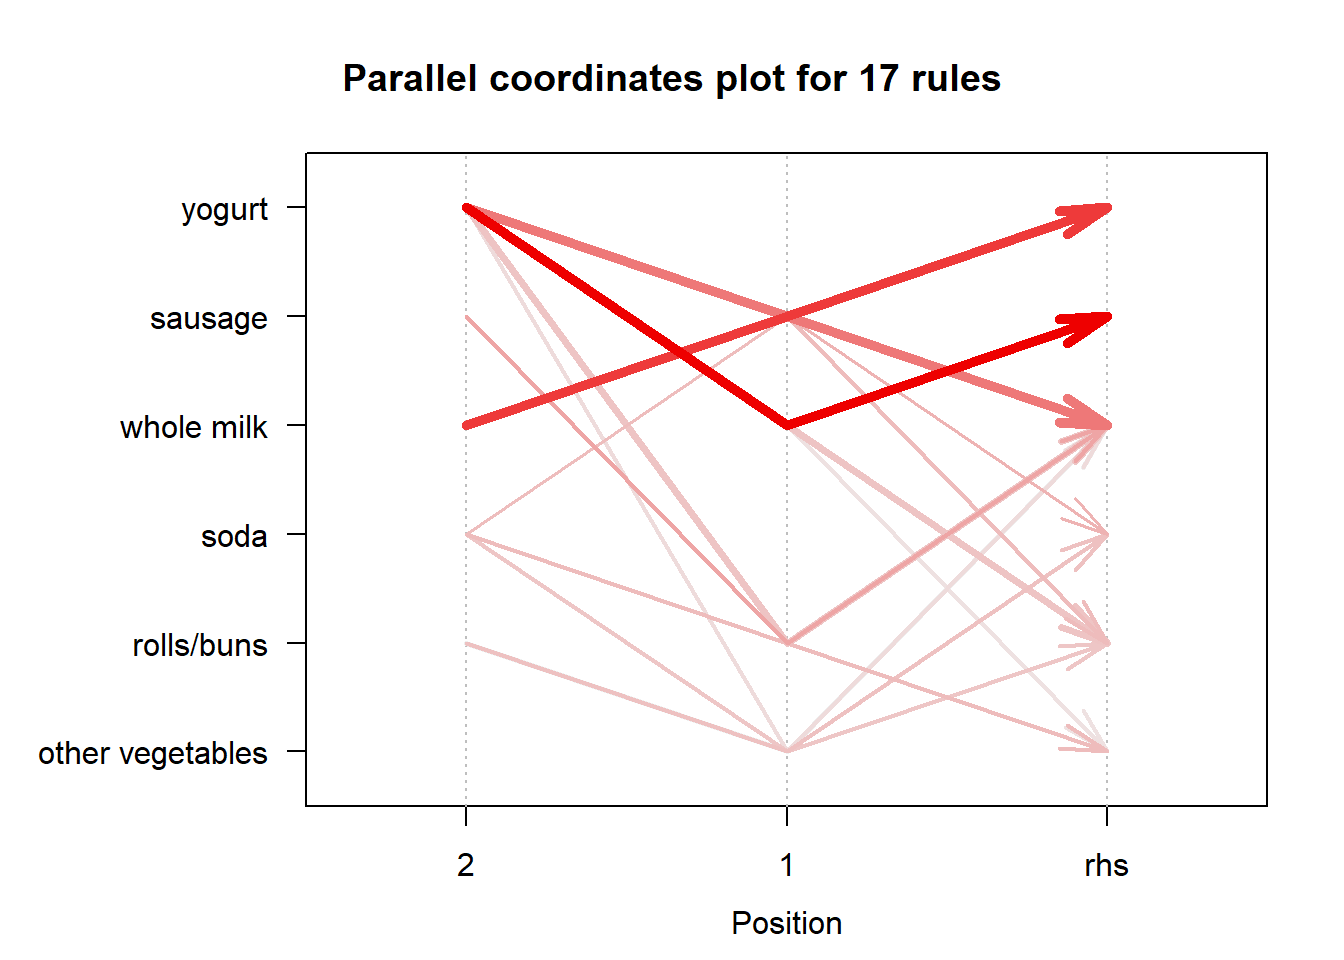 Parallel coordinates plot for 17 rules
yogurt
sausage
whole milk
soda
rolls/buns
other vegetables
2 1 rhs
Position